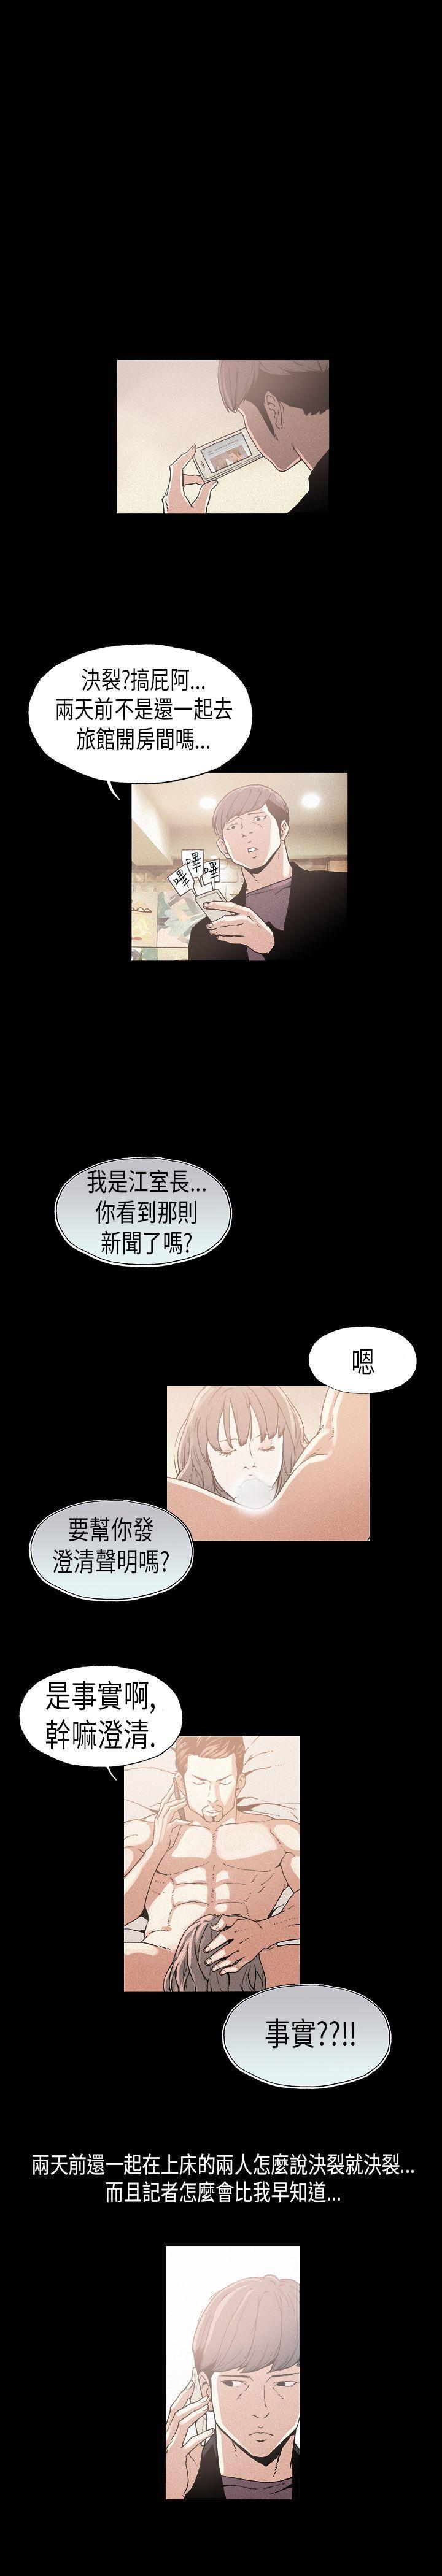 決裂?搞屁阿...
兩天前不是還一起去
旅館開房間嗎...
嗶
嗶
嗶
我是江室長...
你看到那則
新聞了嗎?
嗯
要幫你發
澄清聲明嗎?
是事實啊,
幹嘛澄清.
事實??!!
兩天前還一起在上床的兩人怎麼說決裂就決裂...
而且記者怎麼會比我早知道...